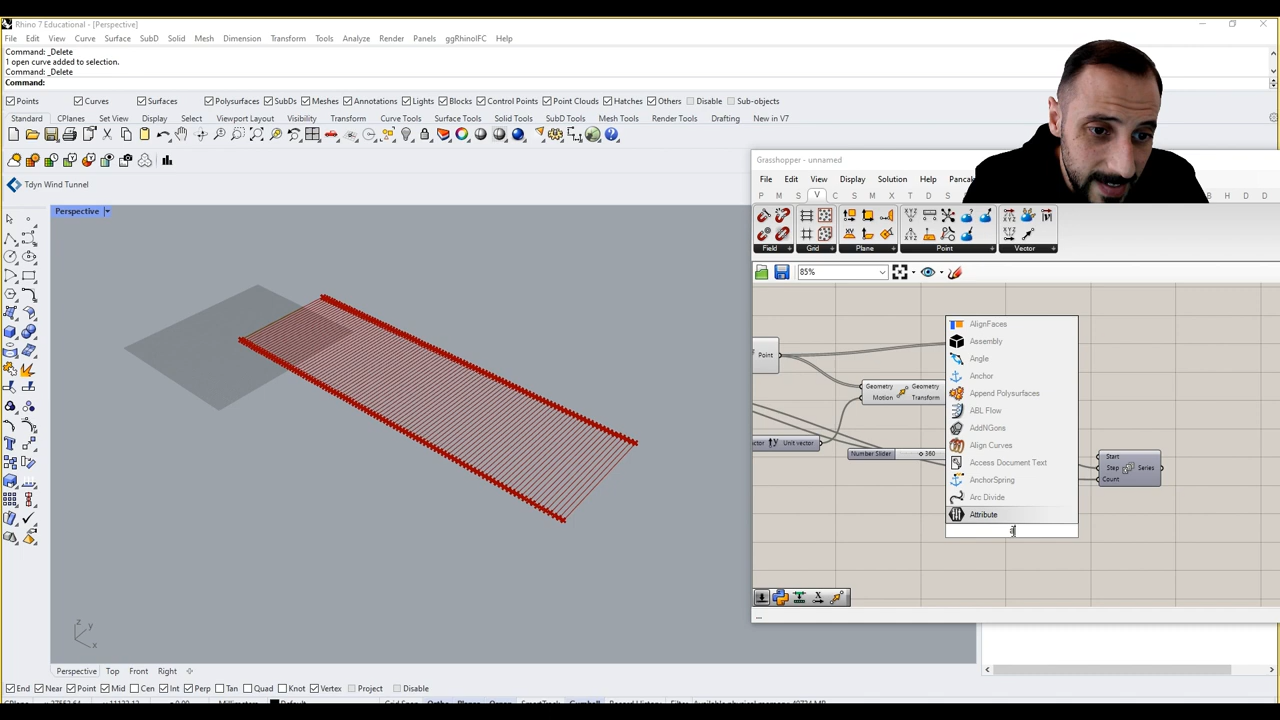 Rhino 7 Educational - [Perspective]
File Edit View Curve Surface SubD Solid Mesh Dimension Transform Tools Analyze Render Panels ggRhinoIFC Help
Command: _Delete
1 open curve added to selection.
Command: _Delete
Command:
Points Curves Surfaces Polysurfaces SubDs Meshes Annotations Lights Blocks Control Points Point Clouds Hatches Others Disable Sub-objects
Standard CPlanes Set View Display Select Viewport Layout Visibility Transform Curve Tools Surface Tools Solid Tools SubD Tools Mesh Tools Render Tools Drafting New in V7
Tdyn Wind Tunnel
Perspective
Grasshopper - unnamed
File Edit View Display Solution Help
P M S V C S M X T D S
B H E T D
Field Grid Plane Point Vector
85%
Point
AlignFaces
Assembly
Angle
Anchor
Append Polysurfaces
ABL Flow
AddNGons
Align Curves
Access Document Text
AnchorSpring
Arc Divide
Attribute
Geometry Geometry
Motion Transform
Unit vector
Number Slider 360
Start
Step Series
Count
z
y
x
Perspective Top Front Right
End Near Point Mid Cen Int Perp Tan Quad Knot Vertex Project Disable